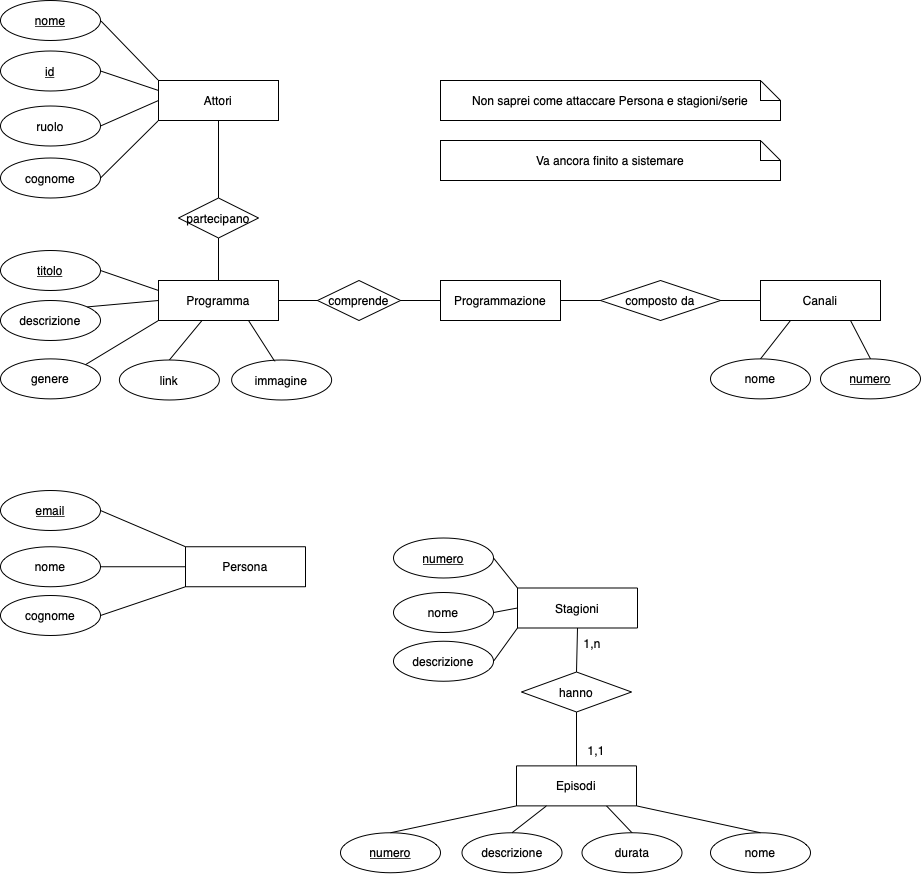 nome
id
ruolo
cognome
Attori
Non saprei come attaccare Persona e stagioni/serie
Va ancora finito a sistemare
partecipano
titolo
descrizione
genere
link
immagine
Programma
comprende
Programmazione
composto da
Canali
nome
numero
email
nome
cognome
Persona
numero
nome
descrizione
Stagioni
1,n
hanno
1,1
Episodi
numero
descrizione
durata
nome